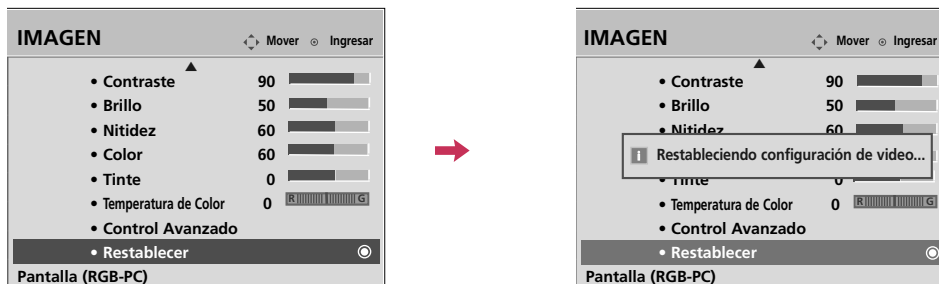 IMAGEN
Mover Ingresar
• Contraste 90
• Brillo 50
• Nitidez 60
• Color 60
• Tinte 0
• Temperatura de Color 0 R G
• Control Avanzado
• Restablecer
Pantalla (RGB-PC)
IMAGEN
Mover Ingresar
• Contraste 90
• Brillo 50
• Nitidez 60
i Restableciendo configuración de video...
• Tinte 0
• Temperatura de Color 0 R G
• Control Avanzado
• Restablecer
Pantalla (RGB-PC)